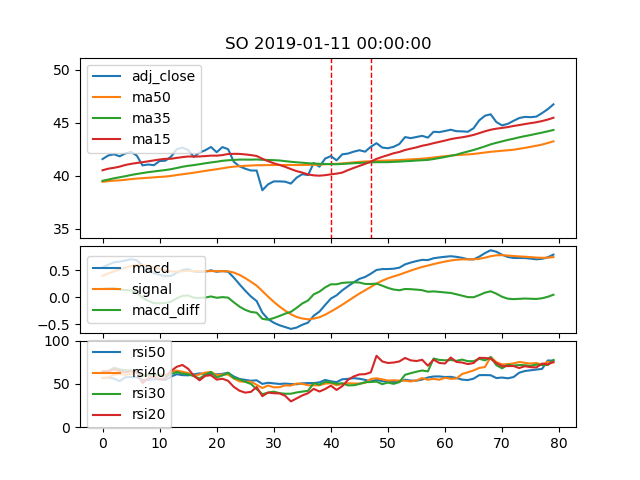 SO 2019-01-11 00:00:00
50
45
40
35
adj_close
ma50
ma35
ma15
0.5
0.0
−0.5
macd
signal
macd_diff
100
50
0
rsi50
rsi40
rsi30
rsi20
0 10 20 30 40 50 60 70 80